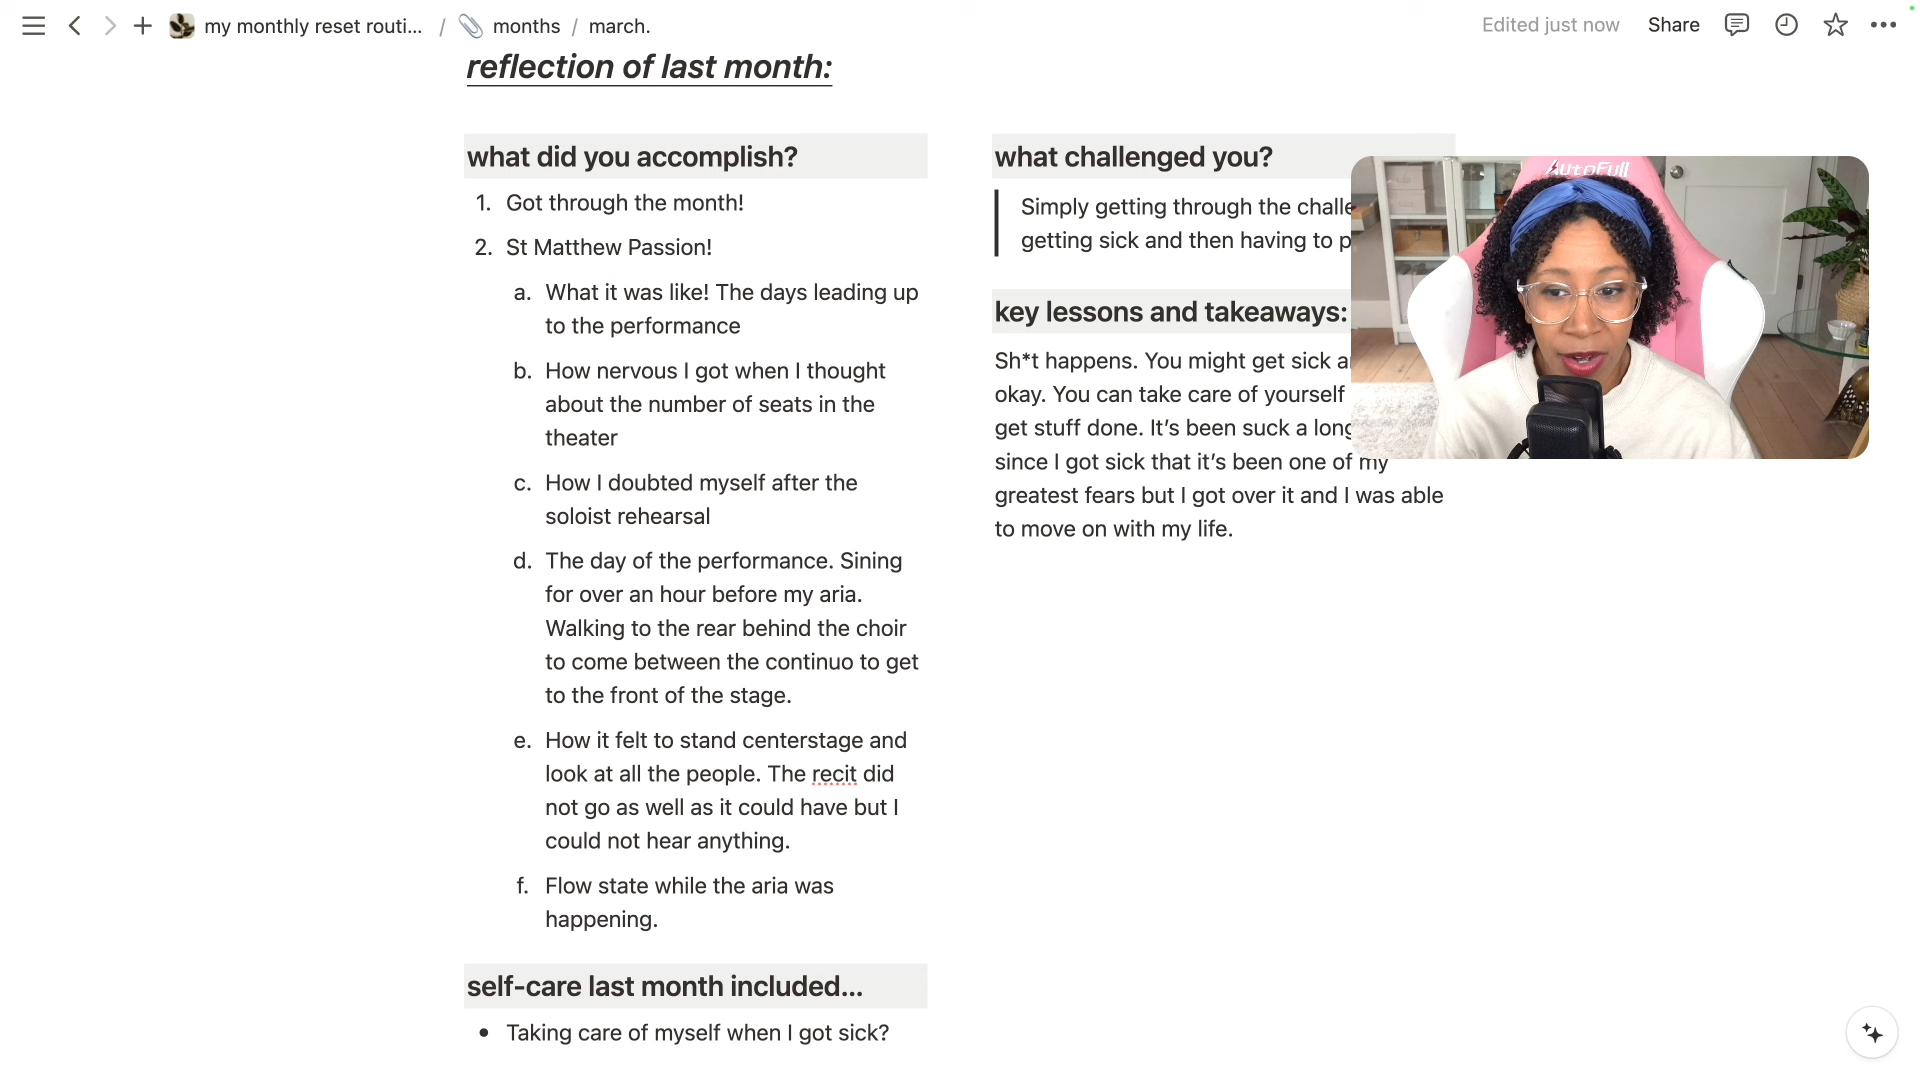 my monthly reset routi... / months / march.
Edited just now Share
reflection of last month:
what did you accomplish?
1. Got through the month!
2. St Matthew Passion!
a. What it was like! The days leading up
to the performance
b. How nervous I got when I thought
about the number of seats in the
theater
c. How I doubted myself after the
soloist rehearsal
d. The day of the performance. Sining
for over an hour before my aria.
Walking to the rear behind the choir
to come between the continuo to get
to the front of the stage.
e. How it felt to stand centerstage and
look at all the people. The recit did
not go as well as it could have but I
could not hear anything.
f. Flow state while the aria was
happening.
self-care last month included...
• Taking care of myself when I got sick?
what challenged you?
Simply getting through the
getting sick and then having to
key lessons and takeaways:
Sh*t happens. You might get sick
okay. You can take care of yourself
get stuff done. It's been suck a
since I got sick that it's been one of my
greatest fears but I got over it and I was able
to move on with my life.
AutoFull